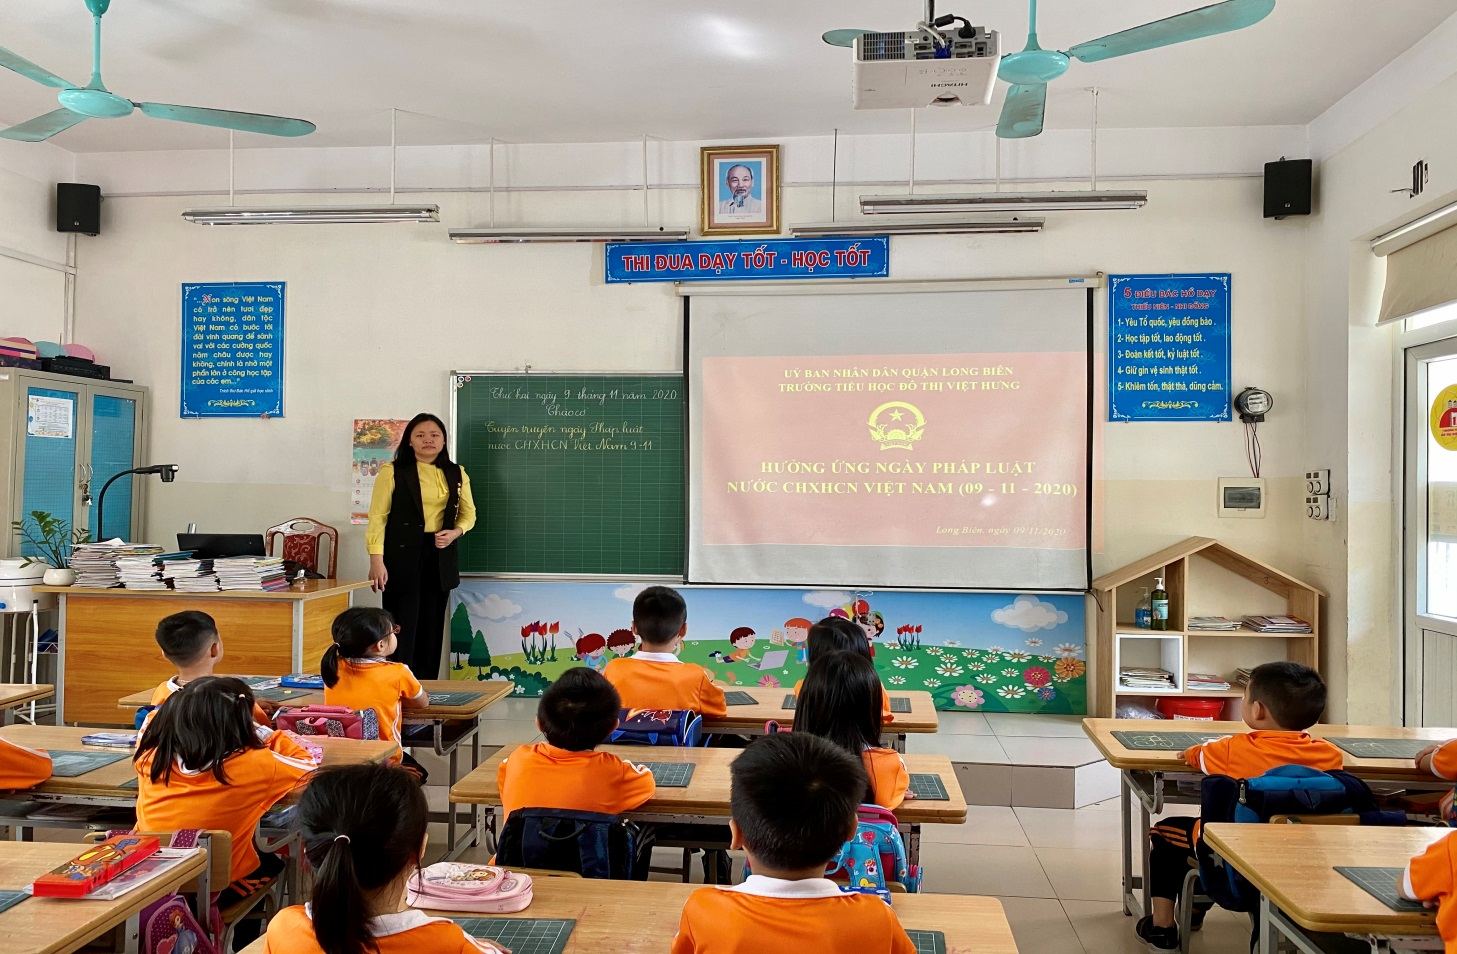 HITACHI
THI ĐUA DẠY TỐT - HỌC TỐT
"...Non sông Việt Nam
có trở nên tươi đẹp
hay không, dân tộc
Việt Nam có bước tới
đài vinh quang để sánh
vai với các cường quốc
năm châu được hay
không, chính là nhờ một
phần lớn ở công học tập
của các em..."
Thứ hai ngày 9 tháng 11 năm 2020
Chào cờ
Tuyên truyền ngày Pháp luật
nước CHXHCN Việt Nam 9-11
UỶ BAN NHÂN DÂN QUẬN LONG BIÊN
TRƯỜNG TIỂU HỌC ĐÔ THỊ VIỆT HƯNG
HƯỞNG ỨNG NGÀY PHÁP LUẬT
NƯỚC CHXHCN VIỆT NAM (09 - 11 - 2020)
Long Biên, ngày 09/11/2020
5 ĐIỀU BÁC HỒ DẠY
THIẾU NIÊN - NHI ĐỒNG
1- Yêu Tổ quốc, yêu đồng bào .
2- Học tập tốt, lao động tốt .
3- Đoàn kết tốt, kỷ luật tốt .
4- Giữ gìn vệ sinh thật tốt .
5- Khiêm tốn, thật thà, dũng cảm.